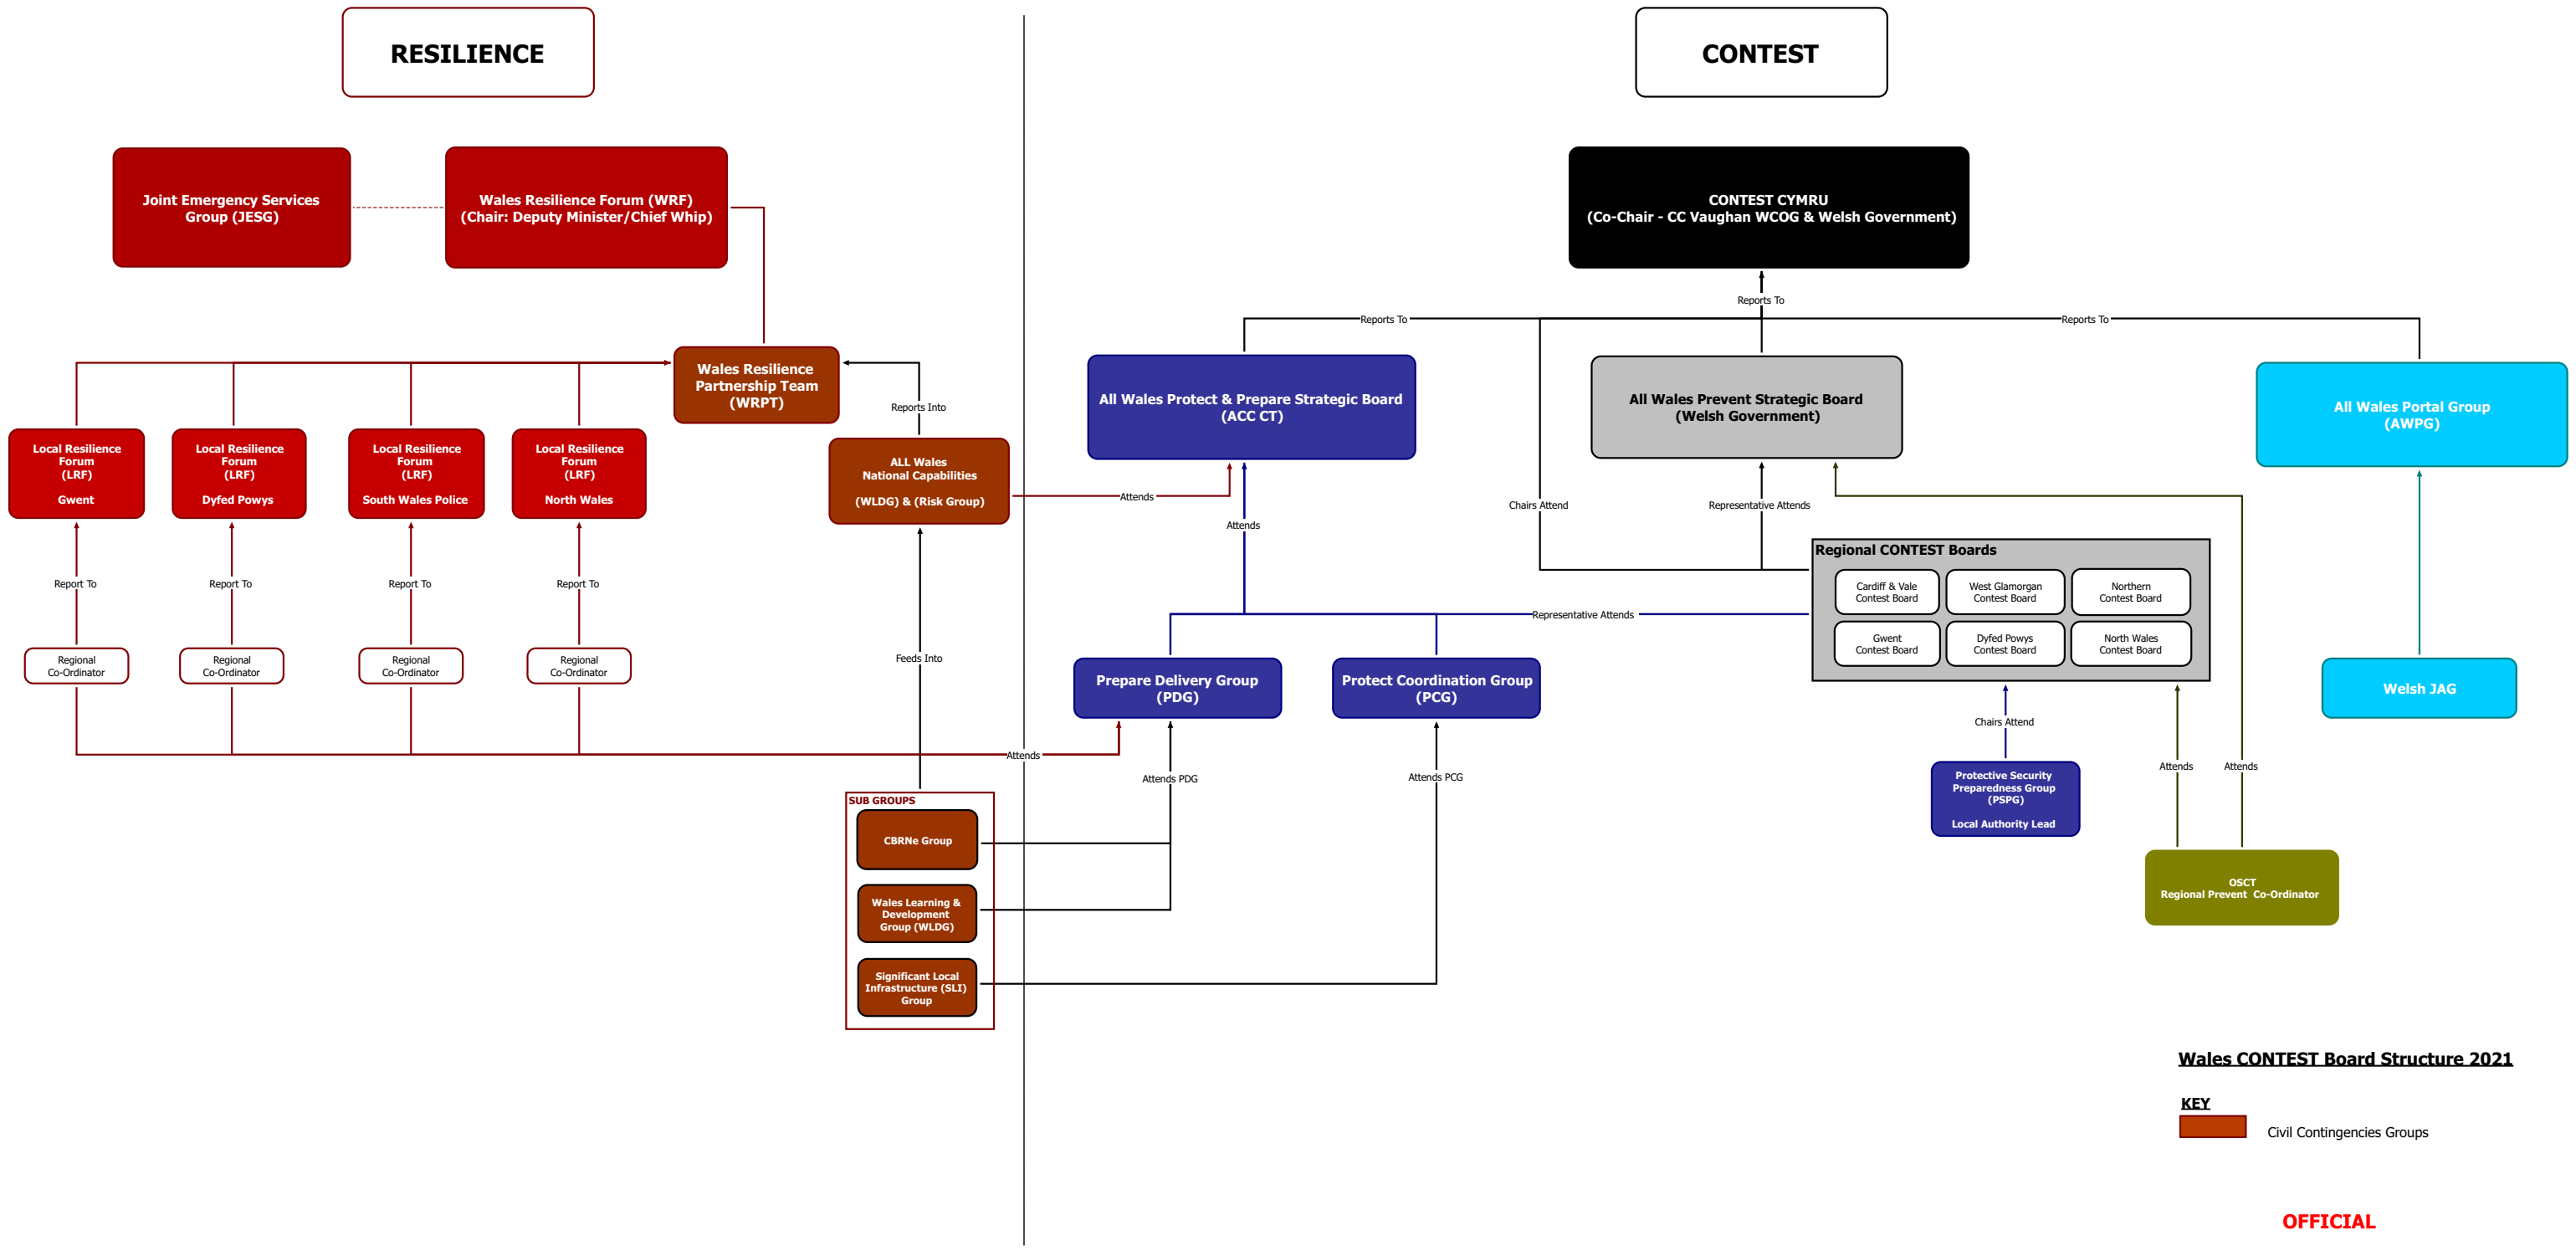 RESILIENCE
CONTEST
Joint Emergency Services
Group (JESG)
Wales Resilience Forum (WRF)
(Chair: Deputy Minister/Chief Whip)
CONTEST CYMRU
(Co-Chair - CC Vaughan WCOG & Welsh Government)
Reports To
Reports To
Reports To
Wales Resilience
Partnership Team
(WRPT)
Reports Into
All Wales Protect & Prepare Strategic Board
(ACC CT)
All Wales Prevent Strategic Board
(Welsh Government)
All Wales Portal Group
(AWPG)
Local Resilience
Forum
(LRF)
Gwent
Local Resilience
Forum
(LRF)
Dyfed Powys
Local Resilience
Forum
(LRF)
South Wales Police
Local Resilience
Forum
(LRF)
North Wales
ALL Wales
National Capabilities
(WLDG) & (Risk Group)
Attends
Attends
Chairs Attend
Representative Attends
Regional CONTEST Boards
Cardiff & Vale
Contest Board
West Glamorgan
Contest Board
Northern
Contest Board
Gwent
Contest Board
Dyfed Powys
Contest Board
North Wales
Contest Board
Report To
Report To
Report To
Report To
Representative Attends
Regional
Co-Ordinator
Regional
Co-Ordinator
Regional
Co-Ordinator
Regional
Co-Ordinator
Feeds Into
Prepare Delivery Group
(PDG)
Protect Coordination Group
(PCG)
Welsh JAG
Chairs Attend
Attends
Attends PDG
Attends PCG
Attends
Attends
Protective Security
Preparedness Group
(PSPG)
Local Authority Lead
SUB GROUPS
CBRNe Group
Wales Learning &
Development
Group (WLDG)
Significant Local
Infrastructure (SLI)
Group
OSCT
Regional Prevent  Co-Ordinator
Wales CONTEST Board Structure 2021
KEY
Civil Contingencies Groups
OFFICIAL